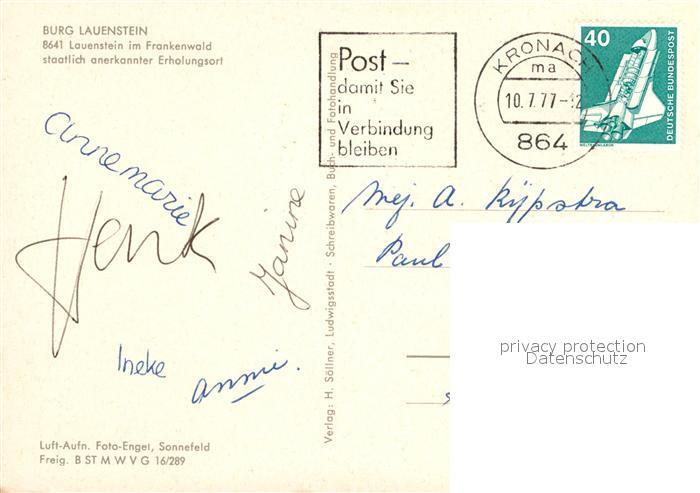 BURG LAUENSTEIN
8641 Lauenstein im Frankenwald
staatlich anerkannter Erholungsort
Post –
damit Sie
in
Verbindung
bleiben
KRONACH
ma
10.7.77-12
864
40
DEUTSCHE BUNDESPOST
WELTRAUMLABOR
Annemarie
Henk
Janine
Ineke
annie.
Mej. A. Kijpstra
Paul
privacy protection
Datenschutz
Verlag: H. Söllner, Ludwigsstadt · Schreibwaren, Buch- und Fotohandlung
Luft-Aufn. Foto-Engel, Sonnefeld
Freig. B ST M W V G 16/289